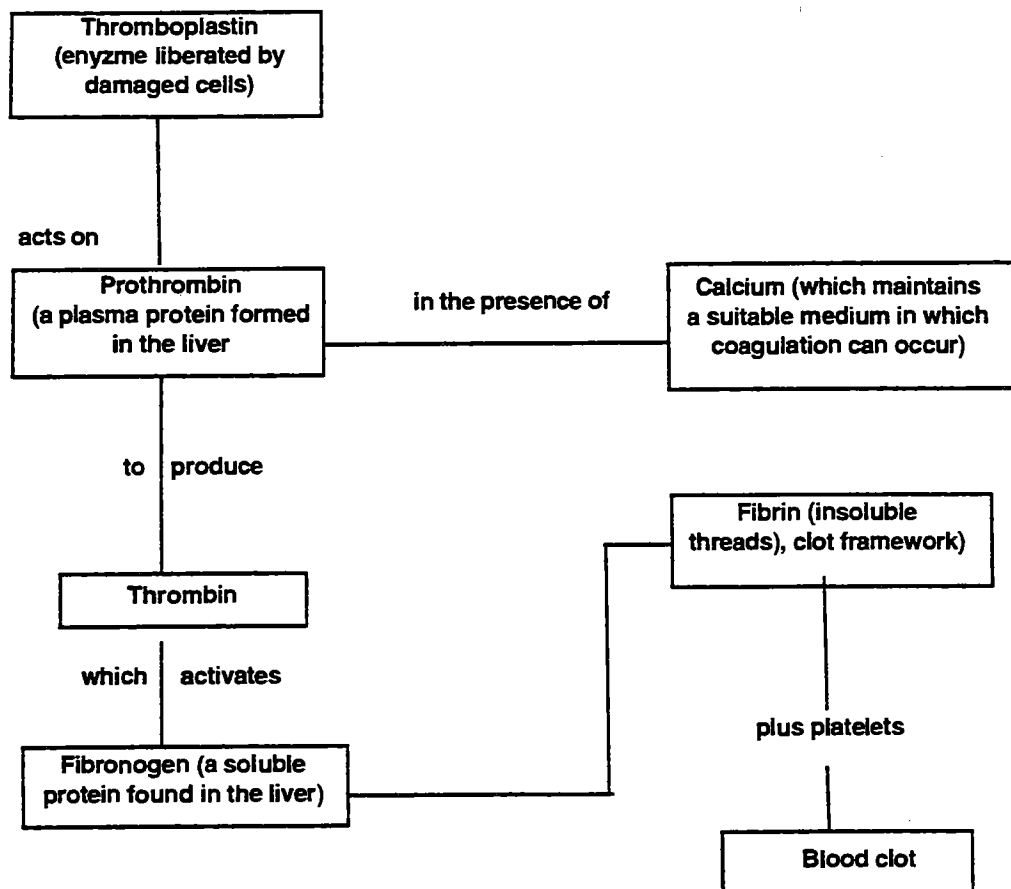 Thromboplastin
(enyzme liberated by
damaged cells)
acts on
Prothrombin
(a plasma protein formed
in the liver
in the presence of
Calcium (which maintains
a suitable medium in which
coagulation can occur)
to produce
Thrombin
which activates
Fibronogen (a soluble
protein found in the liver)
Fibrin (insoluble
threads), clot framework)
plus platelets
Blood clot